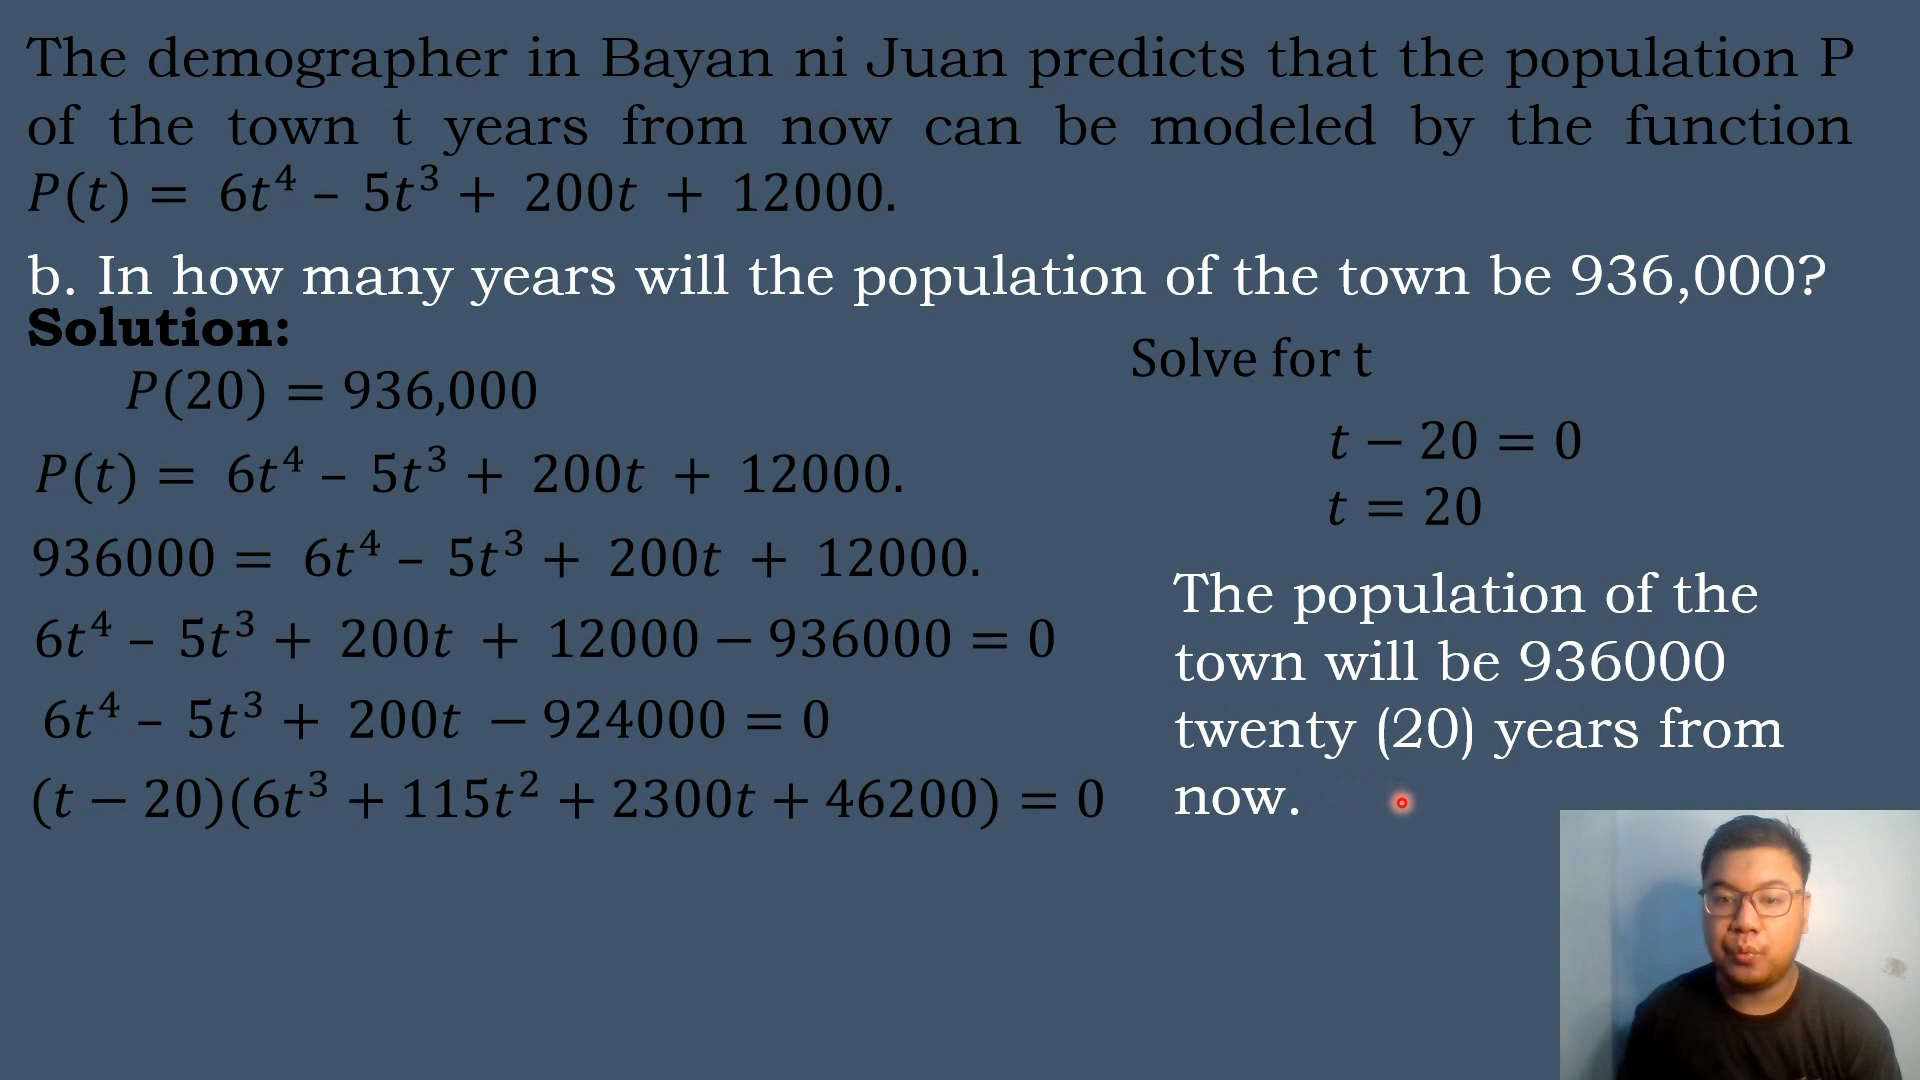 The demographer in Bayan ni Juan predicts that the population P
of the town t years from now can be modeled by the function
P(t) = 6t⁴ – 5t³ + 200t + 12000.
b. In how many years will the population of the town be 936,000?
Solution:
P(20) = 936,000
P(t) = 6t⁴ – 5t³ + 200t + 12000.
936000 = 6t⁴ – 5t³ + 200t + 12000.
6t⁴ – 5t³ + 200t + 12000 − 936000 = 0
6t⁴ – 5t³ + 200t − 924000 = 0
(t − 20)(6t³ + 115t² + 2300t + 46200) = 0
Solve for t
t − 20 = 0
t = 20
The population of the
town will be 936000
twenty (20) years from
now.